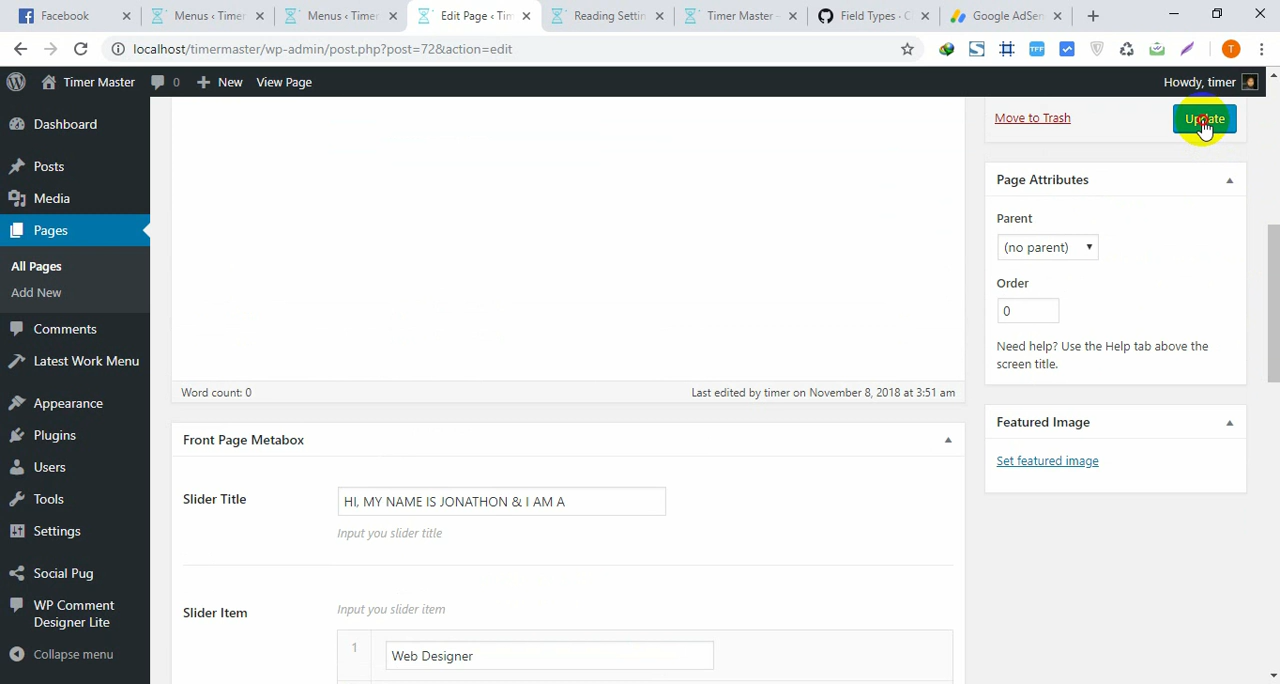 Facebook
Menus ‹ Timer
Menus ‹ Timer
Edit Page ‹ Tim
Reading Settin
Timer Master –
Field Types · C
Google AdSen
localhost/timermaster/wp-admin/post.php?post=72&action=edit
TFF
T
Timer Master
0
New
View Page
Howdy, timer
Dashboard
Posts
Media
Pages
All Pages
Add New
Comments
Latest Work Menu
Appearance
Plugins
Users
Tools
Settings
Social Pug
WP Comment
Designer Lite
Collapse menu
Word count: 0
Last edited by timer on November 8, 2018 at 3:51 am
Front Page Metabox
Slider Title
HI, MY NAME IS JONATHON & I AM A
Input you slider title
Slider Item
Input you slider item
1
Web Designer
Move to Trash
Update
Page Attributes
Parent
(no parent)
Order
0
Need help? Use the Help tab above the
screen title.
Featured Image
Set featured image